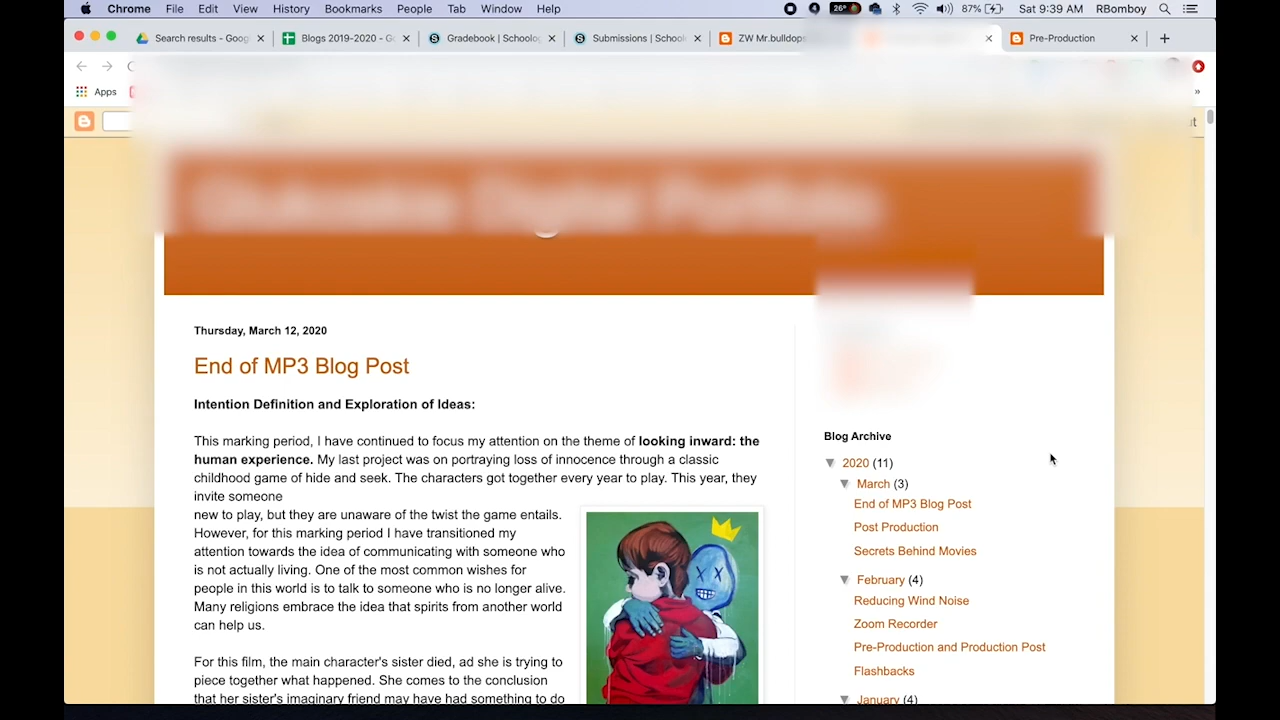 Chrome File Edit View History Bookmarks People Tab Window Help 26° 87% Sat 9:39 AM RBomboy
Search results - Goog Blogs 2019-2020 - Go Gradebook | Schoolog Submissions | School ZW Mr.bulldop Pre-Production
Apps »
Thursday, March 12, 2020
End of MP3 Blog Post
Intention Definition and Exploration of Ideas:
This marking period, I have continued to focus my attention on the theme of looking inward: the
human experience. My last project was on portraying loss of innocence through a classic
childhood game of hide and seek. The characters got together every year to play. This year, they
invite someone
new to play, but they are unaware of the twist the game entails.
However, for this marking period I have transitioned my
attention towards the idea of communicating with someone who
is not actually living. One of the most common wishes for
people in this world is to talk to someone who is no longer alive.
Many religions embrace the idea that spirits from another world
can help us.
For this film, the main character's sister died, ad she is trying to
piece together what happened. She comes to the conclusion
that her sister's imaginary friend may have had something to do
Blog Archive
▼ 2020 (11)
▼ March (3)
End of MP3 Blog Post
Post Production
Secrets Behind Movies
▼ February (4)
Reducing Wind Noise
Zoom Recorder
Pre-Production and Production Post
Flashbacks
▼ January (4)